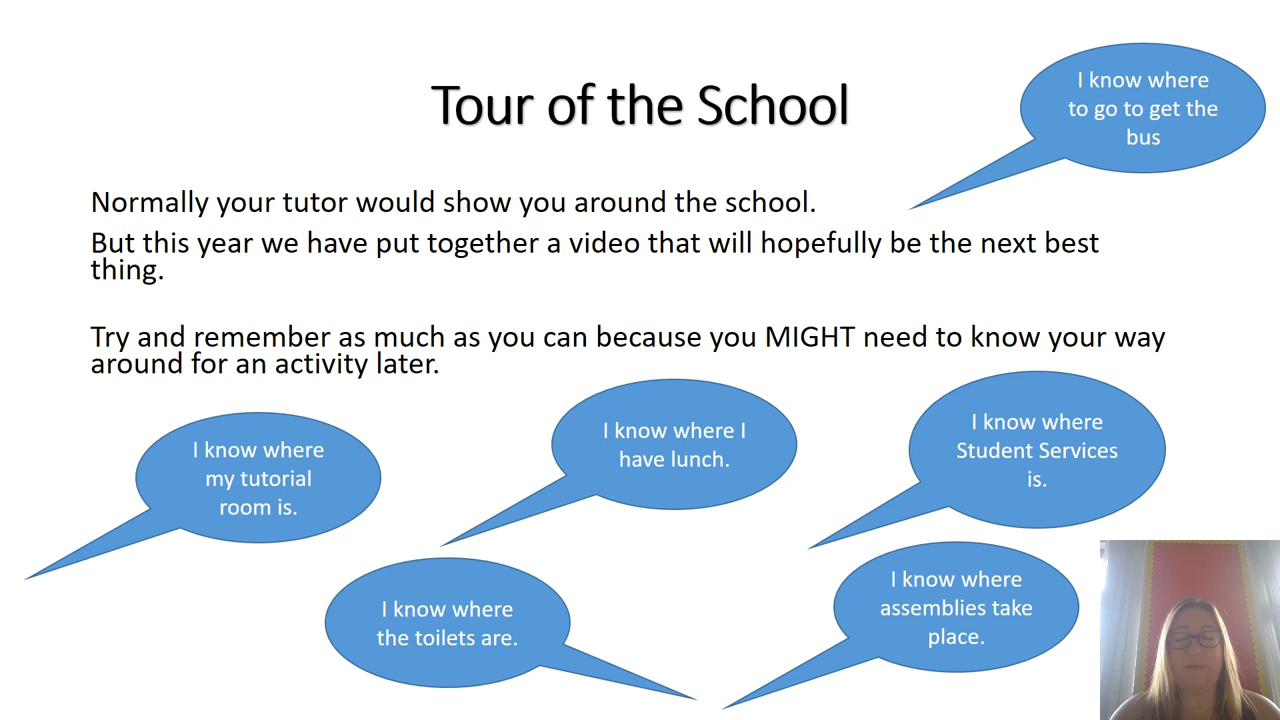 Tour of the School
I know where
to go to get the
bus
Normally your tutor would show you around the school.
But this year we have put together a video that will hopefully be the next best
thing.
Try and remember as much as you can because you MIGHT need to know your way
around for an activity later.
I know where
my tutorial
room is.
I know where I
have lunch.
I know where
Student Services
is.
I know where
the toilets are.
I know where
assemblies take
place.